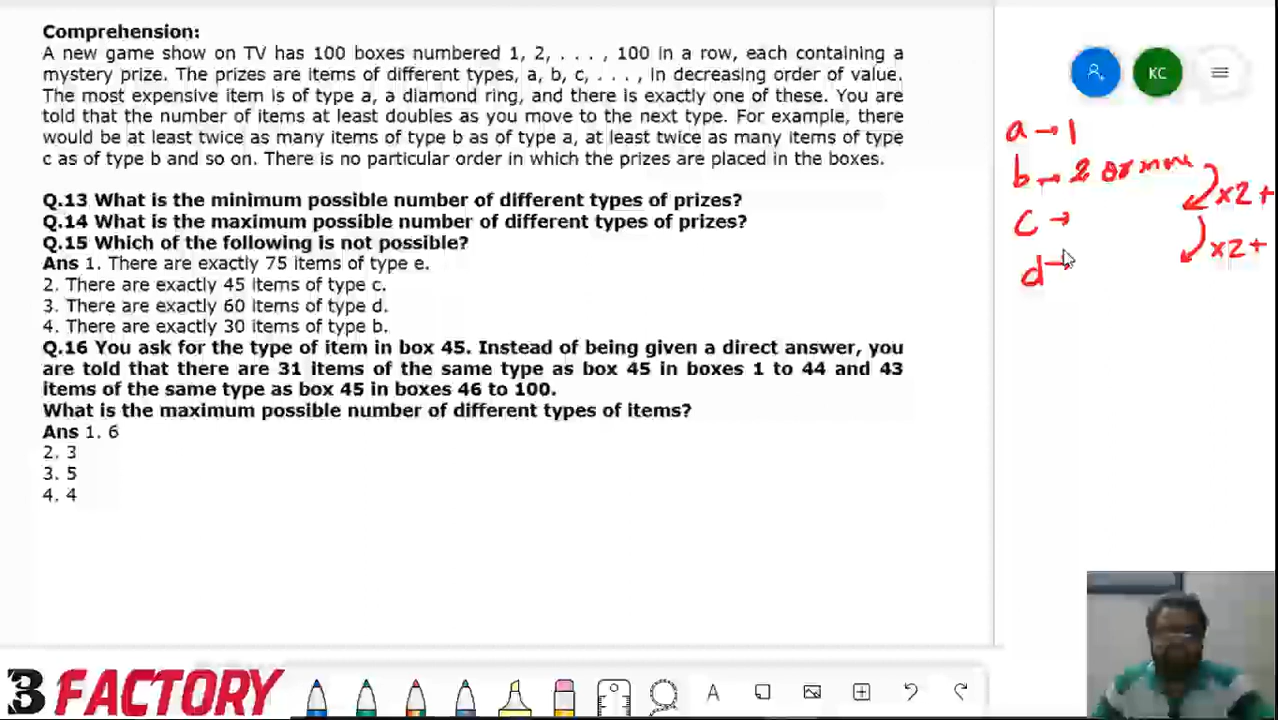 Comprehension:
A new game show on TV has 100 boxes numbered 1, 2, . . . , 100 in a row, each containing a
mystery prize. The prizes are items of different types, a, b, c, . . . , in decreasing order of value.
The most expensive item is of type a, a diamond ring, and there is exactly one of these. You are
told that the number of items at least doubles as you move to the next type. For example, there
would be at least twice as many items of type b as of type a, at least twice as many items of type
c as of type b and so on. There is no particular order in which the prizes are placed in the boxes.
Q.13 What is the minimum possible number of different types of prizes?
Q.14 What is the maximum possible number of different types of prizes?
Q.15 Which of the following is not possible?
Ans 1. There are exactly 75 items of type e.
2. There are exactly 45 items of type c.
3. There are exactly 60 items of type d.
4. There are exactly 30 items of type b.
Q.16 You ask for the type of item in box 45. Instead of being given a direct answer, you
are told that there are 31 items of the same type as box 45 in boxes 1 to 44 and 43
items of the same type as box 45 in boxes 46 to 100.
What is the maximum possible number of different types of items?
Ans 1. 6
2. 3
3. 5
4. 4
KC
a → 1
b → 2 or more
x2+
c →
x2+
d →
3 FACTORY
A